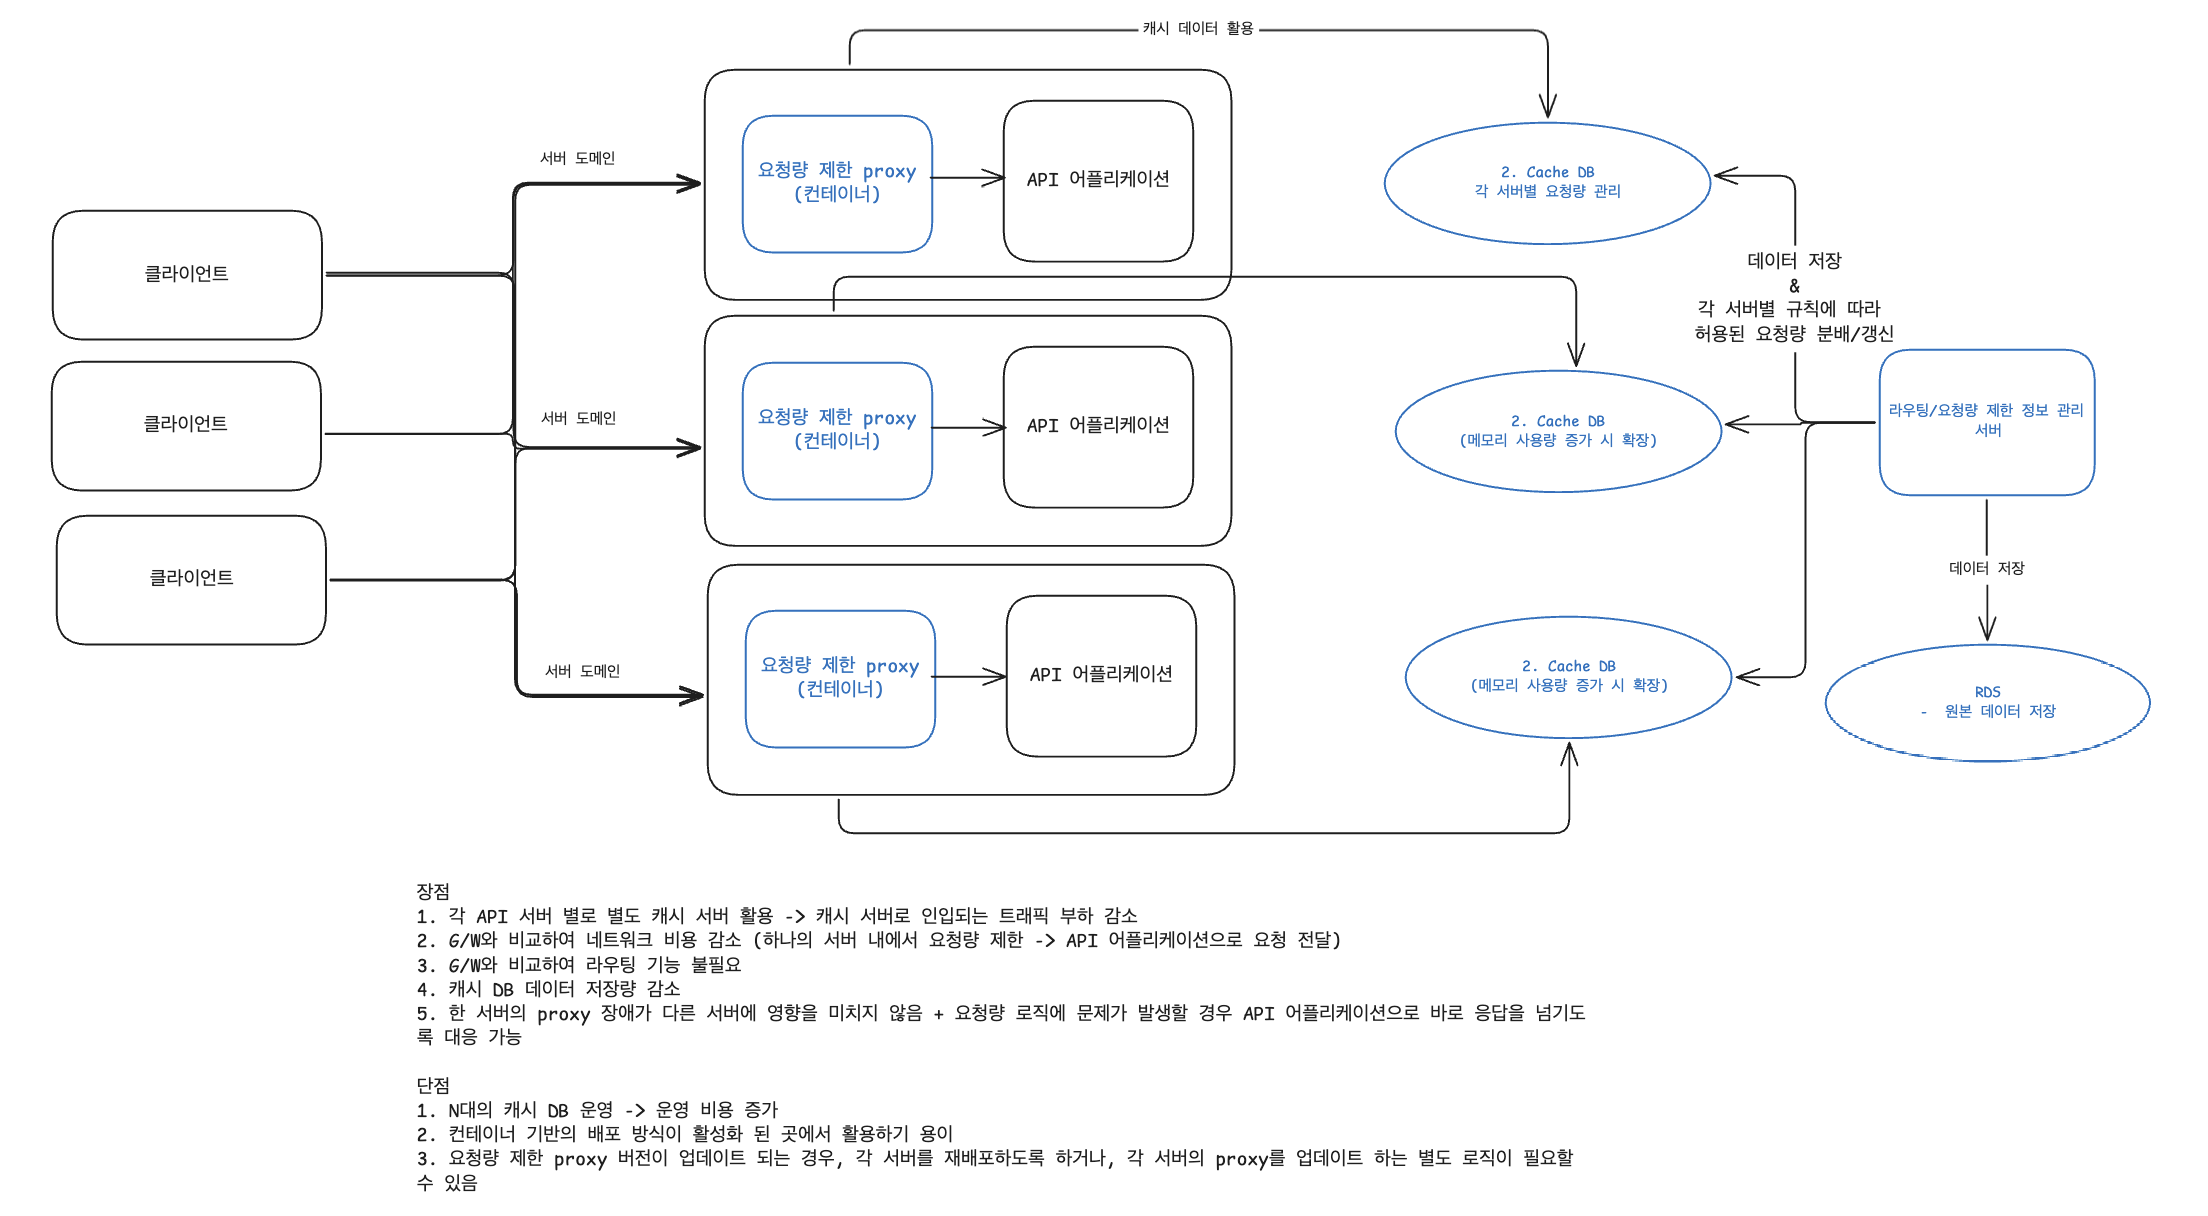 캐시 데이터 활용
서버 도메인
요청량 제한 proxy
(컨테이너)
API 어플리케이션
2. Cache DB
각 서버별 요청량 관리
클라이언트
데이터 저장
&
각 서버별 규칙에 따라
허용된 요청량 분배/갱신
클라이언트
서버 도메인
요청량 제한 proxy
(컨테이너)
API 어플리케이션
2. Cache DB
(메모리 사용량 증가 시 확장)
라우팅/요청량 제한 정보 관리
서버
클라이언트
데이터 저장
서버 도메인
요청량 제한 proxy
(컨테이너)
API 어플리케이션
2. Cache DB
(메모리 사용량 증가 시 확장)
RDS
- 원본 데이터 저장
장점
1. 각 API 서버 별로 별도 캐시 서버 활용 -> 캐시 서버로 인입되는 트래픽 부하 감소
2. G/W와 비교하여 네트워크 비용 감소 (하나의 서버 내에서 요청량 제한 -> API 어플리케이션으로 요청 전달)
3. G/W와 비교하여 라우팅 기능 불필요
4. 캐시 DB 데이터 저장량 감소
5. 한 서버의 proxy 장애가 다른 서버에 영향을 미치지 않음 + 요청량 로직에 문제가 발생할 경우 API 어플리케이션으로 바로 응답을 넘기도
록 대응 가능
단점
1. N대의 캐시 DB 운영 -> 운영 비용 증가
2. 컨테이너 기반의 배포 방식이 활성화 된 곳에서 활용하기 용이
3. 요청량 제한 proxy 버전이 업데이트 되는 경우, 각 서버를 재배포하도록 하거나, 각 서버의 proxy를 업데이트 하는 별도 로직이 필요할
수 있음